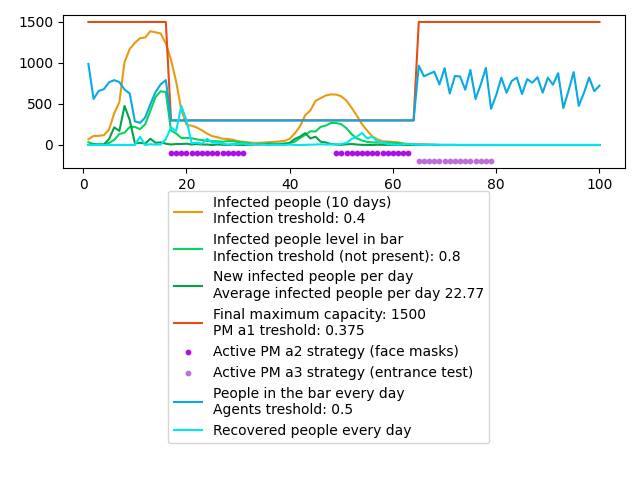 1500
1000
500
0
0
20
40
60
80
100
Infected people (10 days)
Infection treshold: 0.4
Infected people level in bar
Infection treshold (not present): 0.8
New infected people per day
Average infected people per day 22.77
Final maximum capacity: 1500
PM a1 treshold: 0.375
Active PM a2 strategy (face masks)
Active PM a3 strategy (entrance test)
People in the bar every day
Agents treshold: 0.5
Recovered people every day